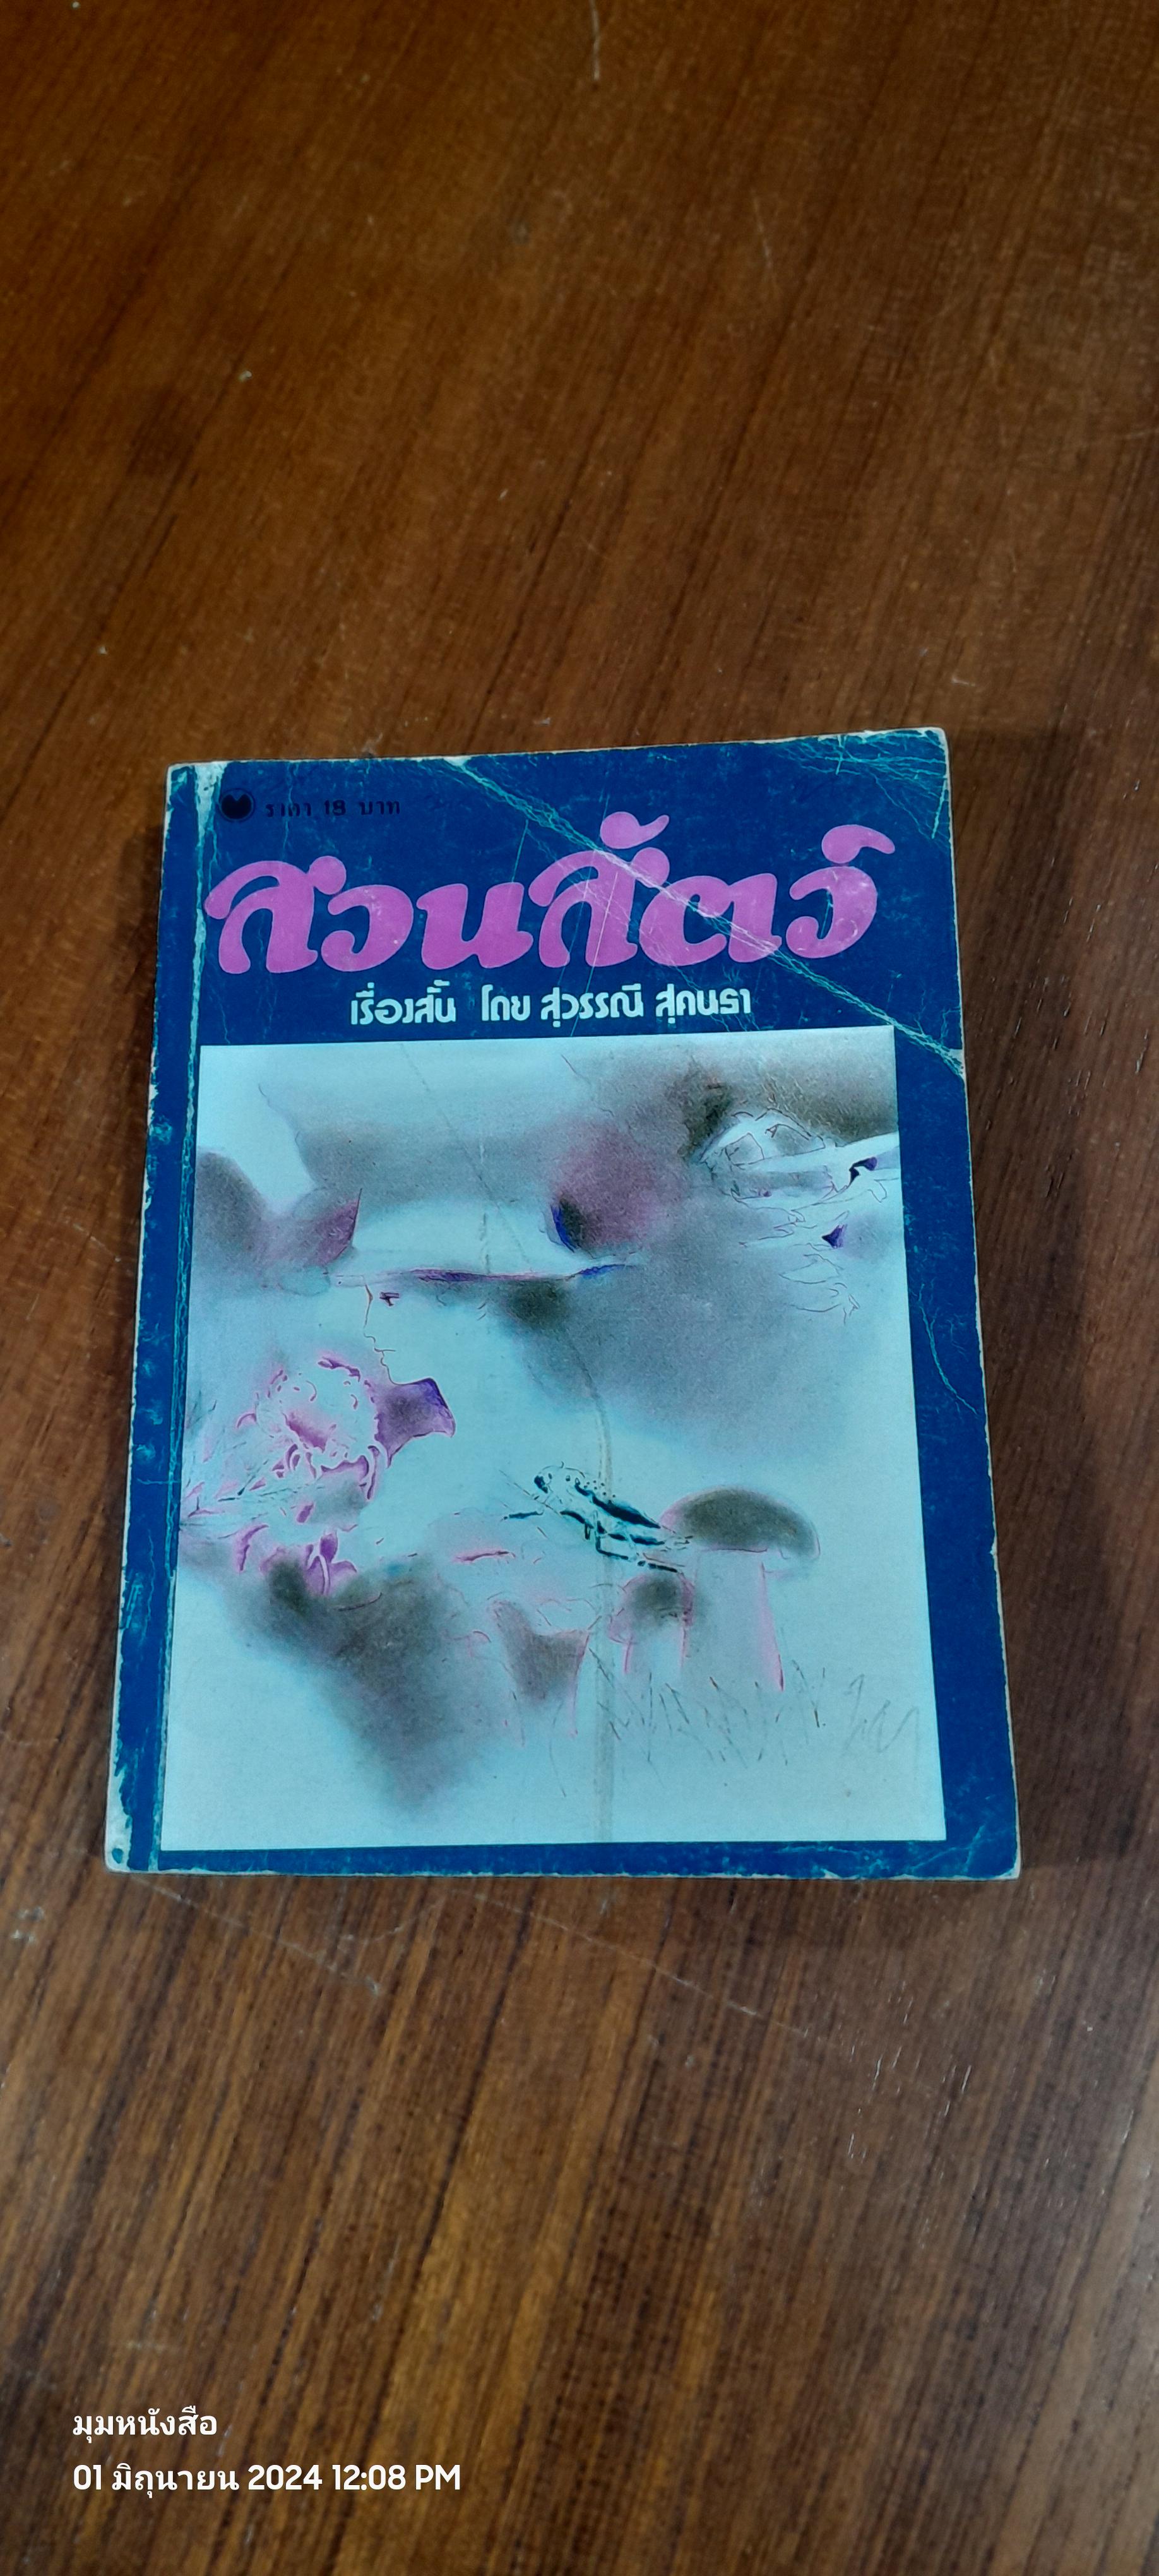 ราคา 18 บาท
สวนสัตว์
เรื่องสั้น โดย สุวรรณี สุคนธา
มุมหนังสือ
01 มิถุนายน 2024 12:08 PM